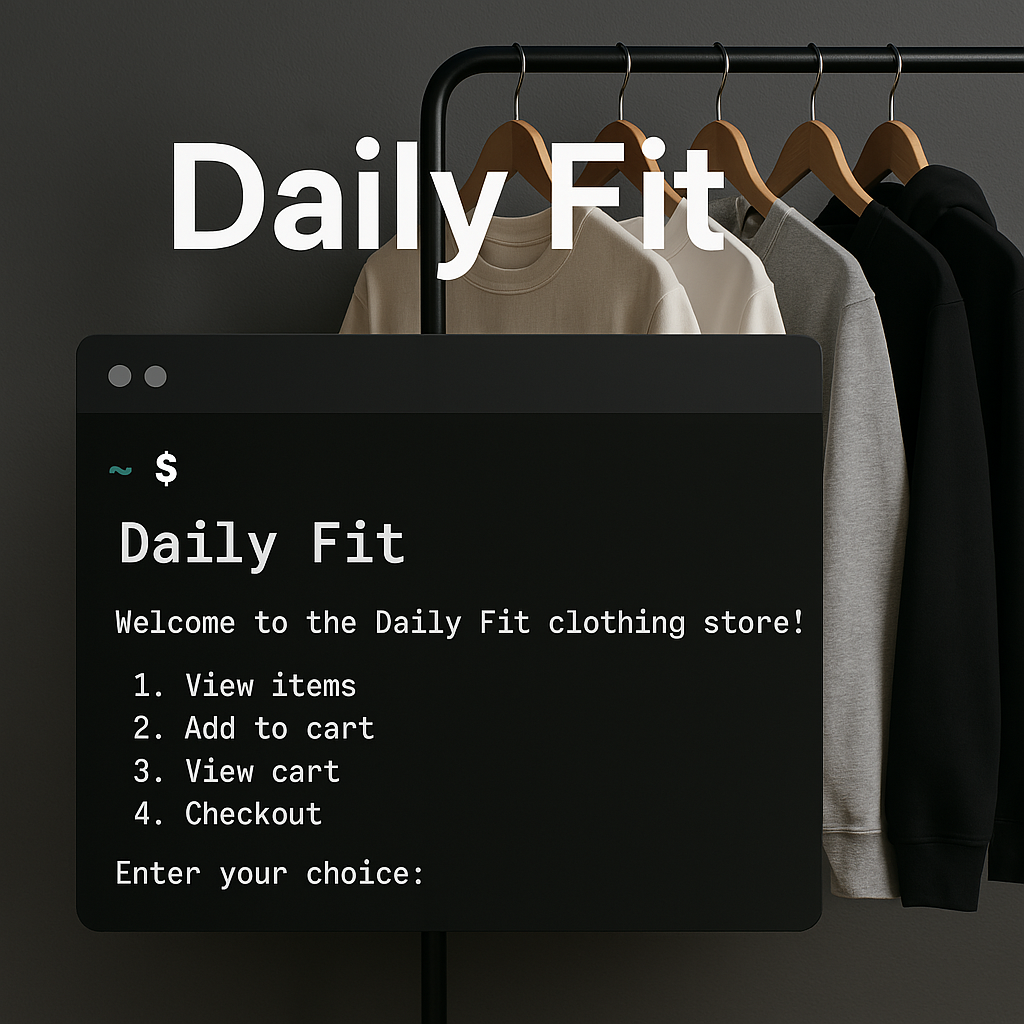 Daily Fit
~ $
Daily Fit
Welcome to the Daily Fit clothing store!
1. View items
2. Add to cart
3. View cart
4. Checkout
Enter your choice: